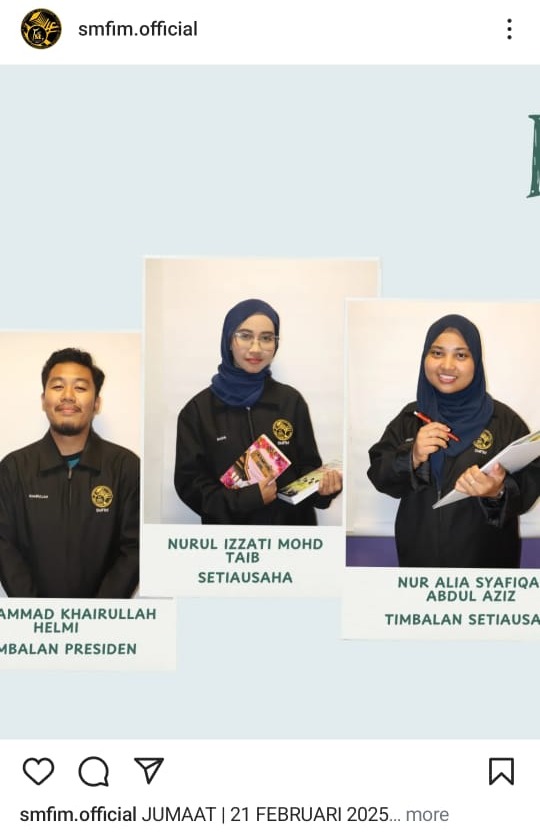 smfim.official
NURUL IZZATI MOHD
TAIB
SETIAUSAHA
NUR ALIA SYAFIQA
ABDUL AZIZ
TIMBALAN SETIAUSA
AMMAD KHAIRULLAH
HELMI
MBALAN PRESIDEN
smfim.official JUMAAT | 21 FEBRUARI 2025... more